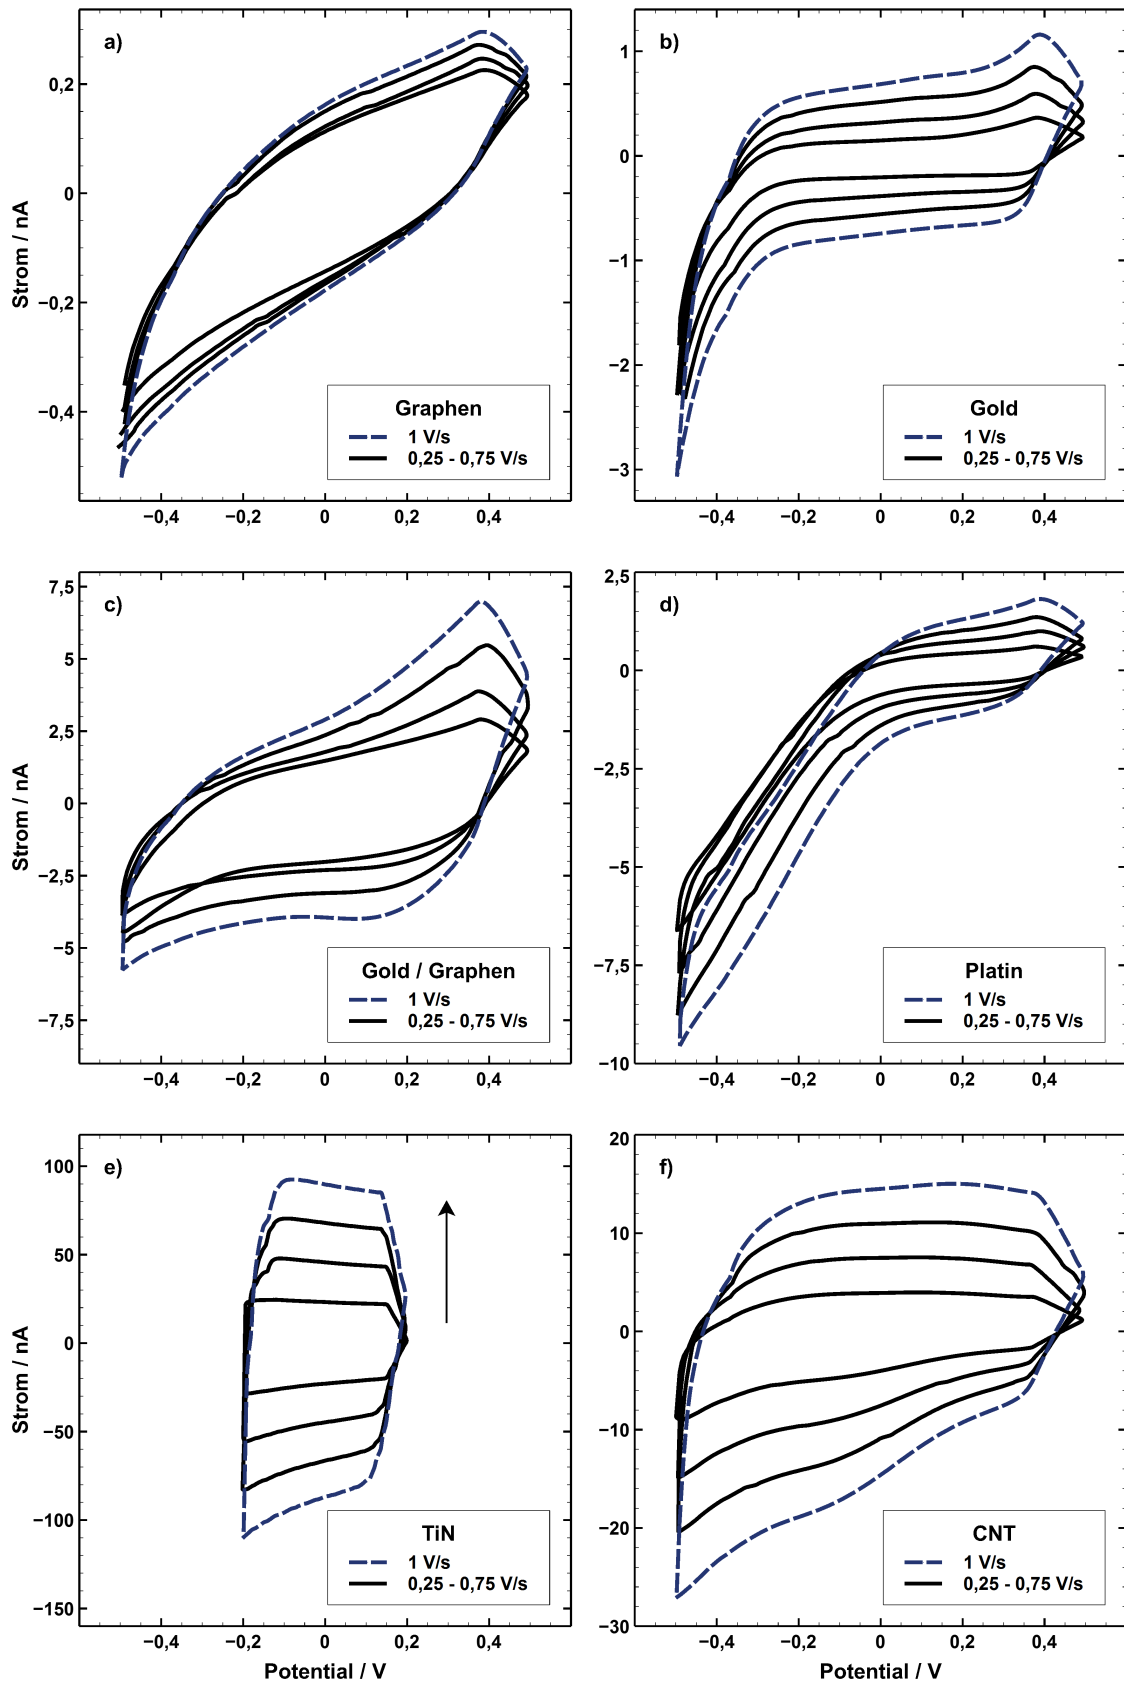 a)
0,2
0
−0,2
−0,4
Strom / nA
Graphen
1 V/s
0,25 - 0,75 V/s
−0,4 −0,2 0 0,2 0,4
b)
1
0
−1
−2
−3
Gold
1 V/s
0,25 - 0,75 V/s
−0,4 −0,2 0 0,2 0,4
c)
7,5
5
2,5
0
−2,5
−5
−7,5
Strom / nA
Gold / Graphen
1 V/s
0,25 - 0,75 V/s
−0,4 −0,2 0 0,2 0,4
d)
2,5
0
−2,5
−5
−7,5
−10
Platin
1 V/s
0,25 - 0,75 V/s
−0,4 −0,2 0 0,2 0,4
e)
100
50
0
−50
−100
−150
Strom / nA
TiN
1 V/s
0,25 - 0,75 V/s
−0,4 −0,2 0 0,2 0,4
Potential / V
f)
20
10
0
−10
−20
−30
CNT
1 V/s
0,25 - 0,75 V/s
−0,4 −0,2 0 0,2 0,4
Potential / V